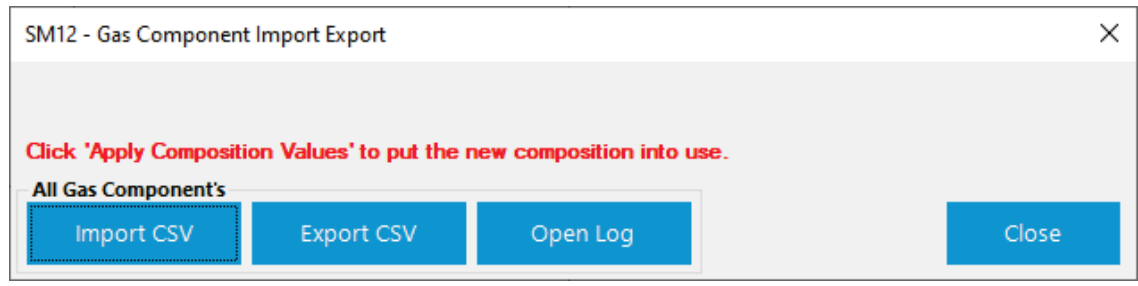 SM12 - Gas Component Import Export
Click 'Apply Composition Values' to put the new composition into use.
All Gas Component's
Import CSV Export CSV Open Log Close